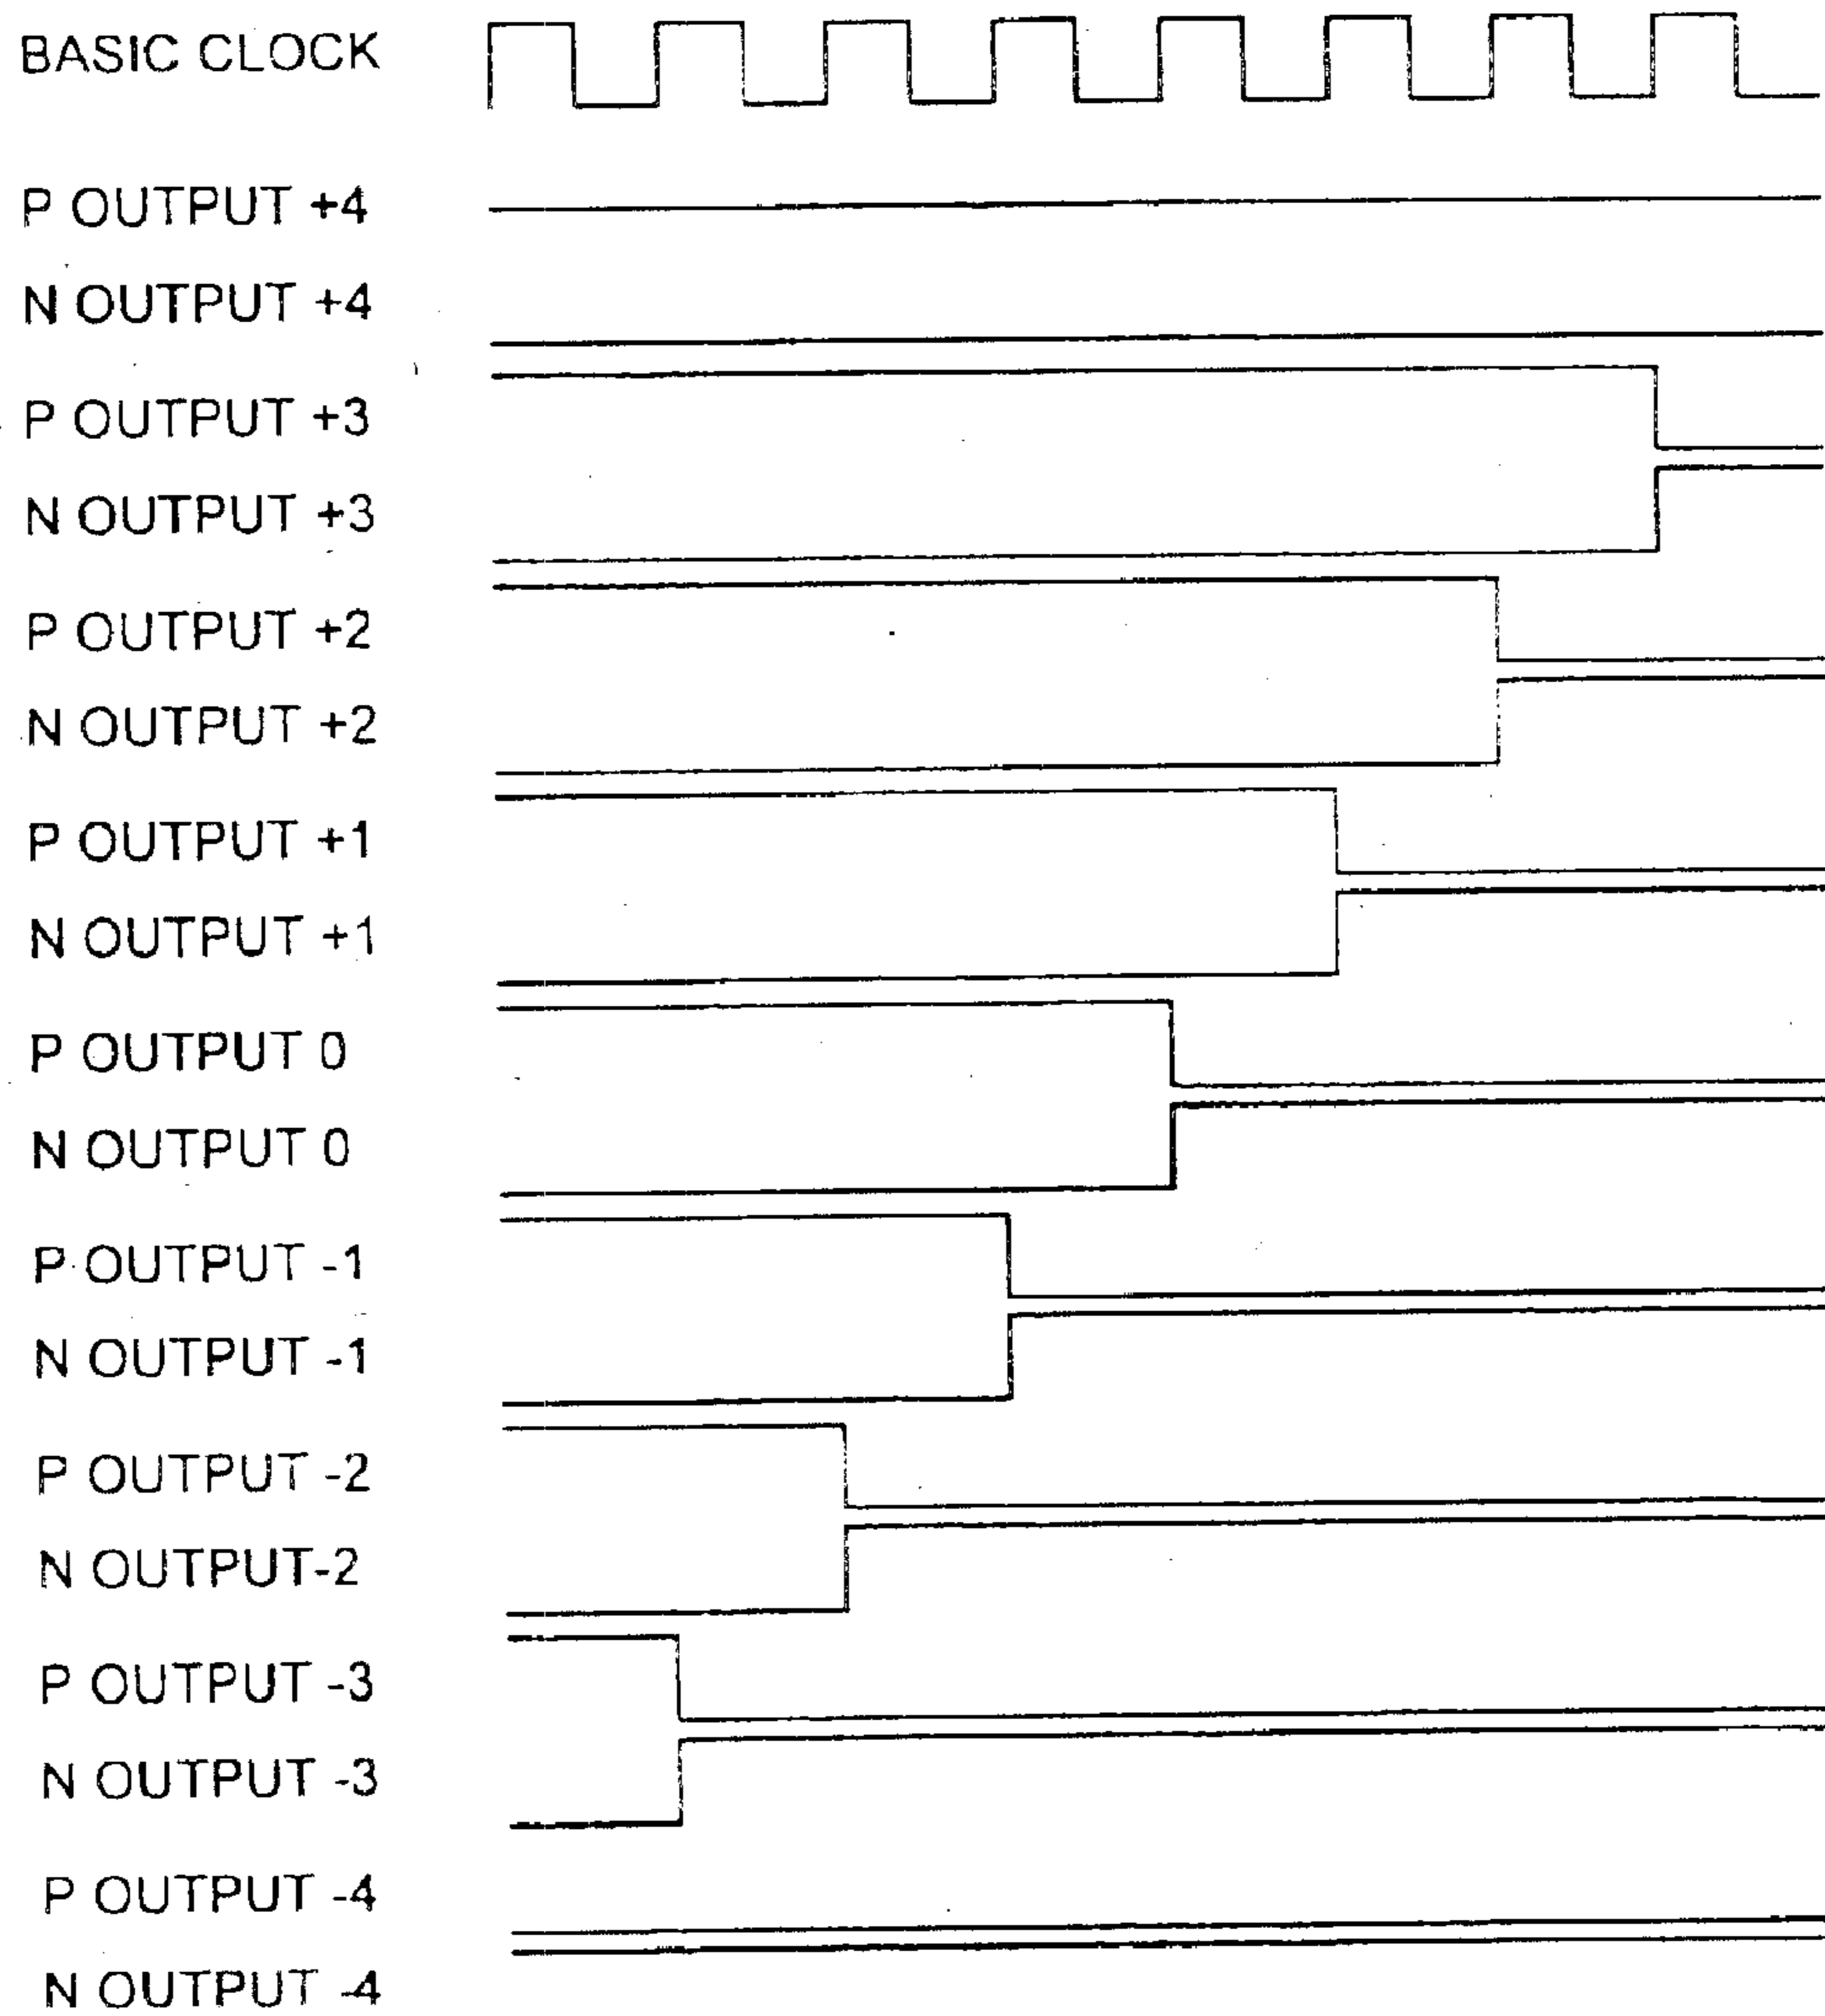 BASIC CLOCK
P OUTPUT +4
N OUTPUT +4
P OUTPUT +3
N OUTPUT +3
P OUTPUT +2
N OUTPUT +2
P OUTPUT +1
N OUTPUT +1
P OUTPUT 0
N OUTPUT 0
P OUTPUT -1
N OUTPUT -1
P OUTPUT -2
N OUTPUT-2
P OUTPUT -3
N OUTPUT -3
P OUTPUT -4
N OUTPUT -4